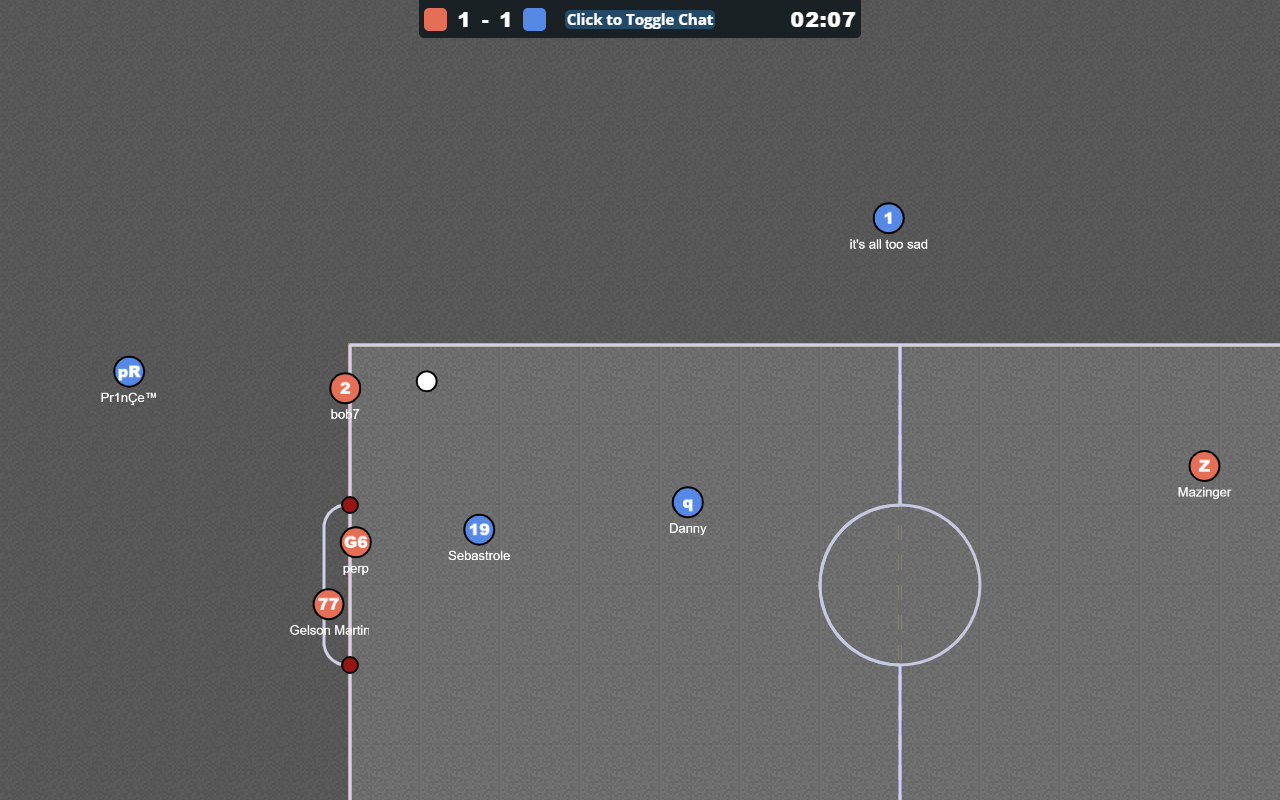 1 - 1 Click to Toggle Chat 02:07
1
it's all too sad
pR
Pr1nÇe™
2
bob7
Z
Mazinger
q
Danny
19
Sebastrole
G6
perp
77
Gelson Martin